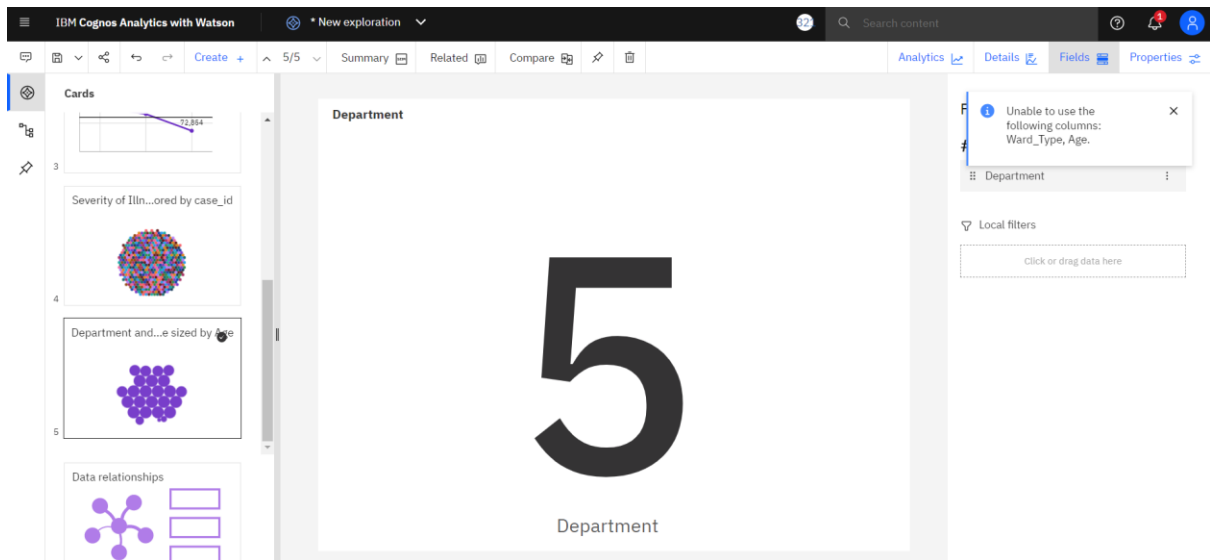 IBM Cognos Analytics with Watson
* New exploration
32
Search content
1
Create +
5/5
Summary
Related
Compare
Analytics
Details
Fields
Properties
Cards
72,864
3
Severity of Illn...ored by case_id
4
Department and...e sized by Age
5
Data relationships
Department
5
Department
F
#
Unable to use the
following columns:
Ward_Type, Age.
Department
Local filters
Click or drag data here